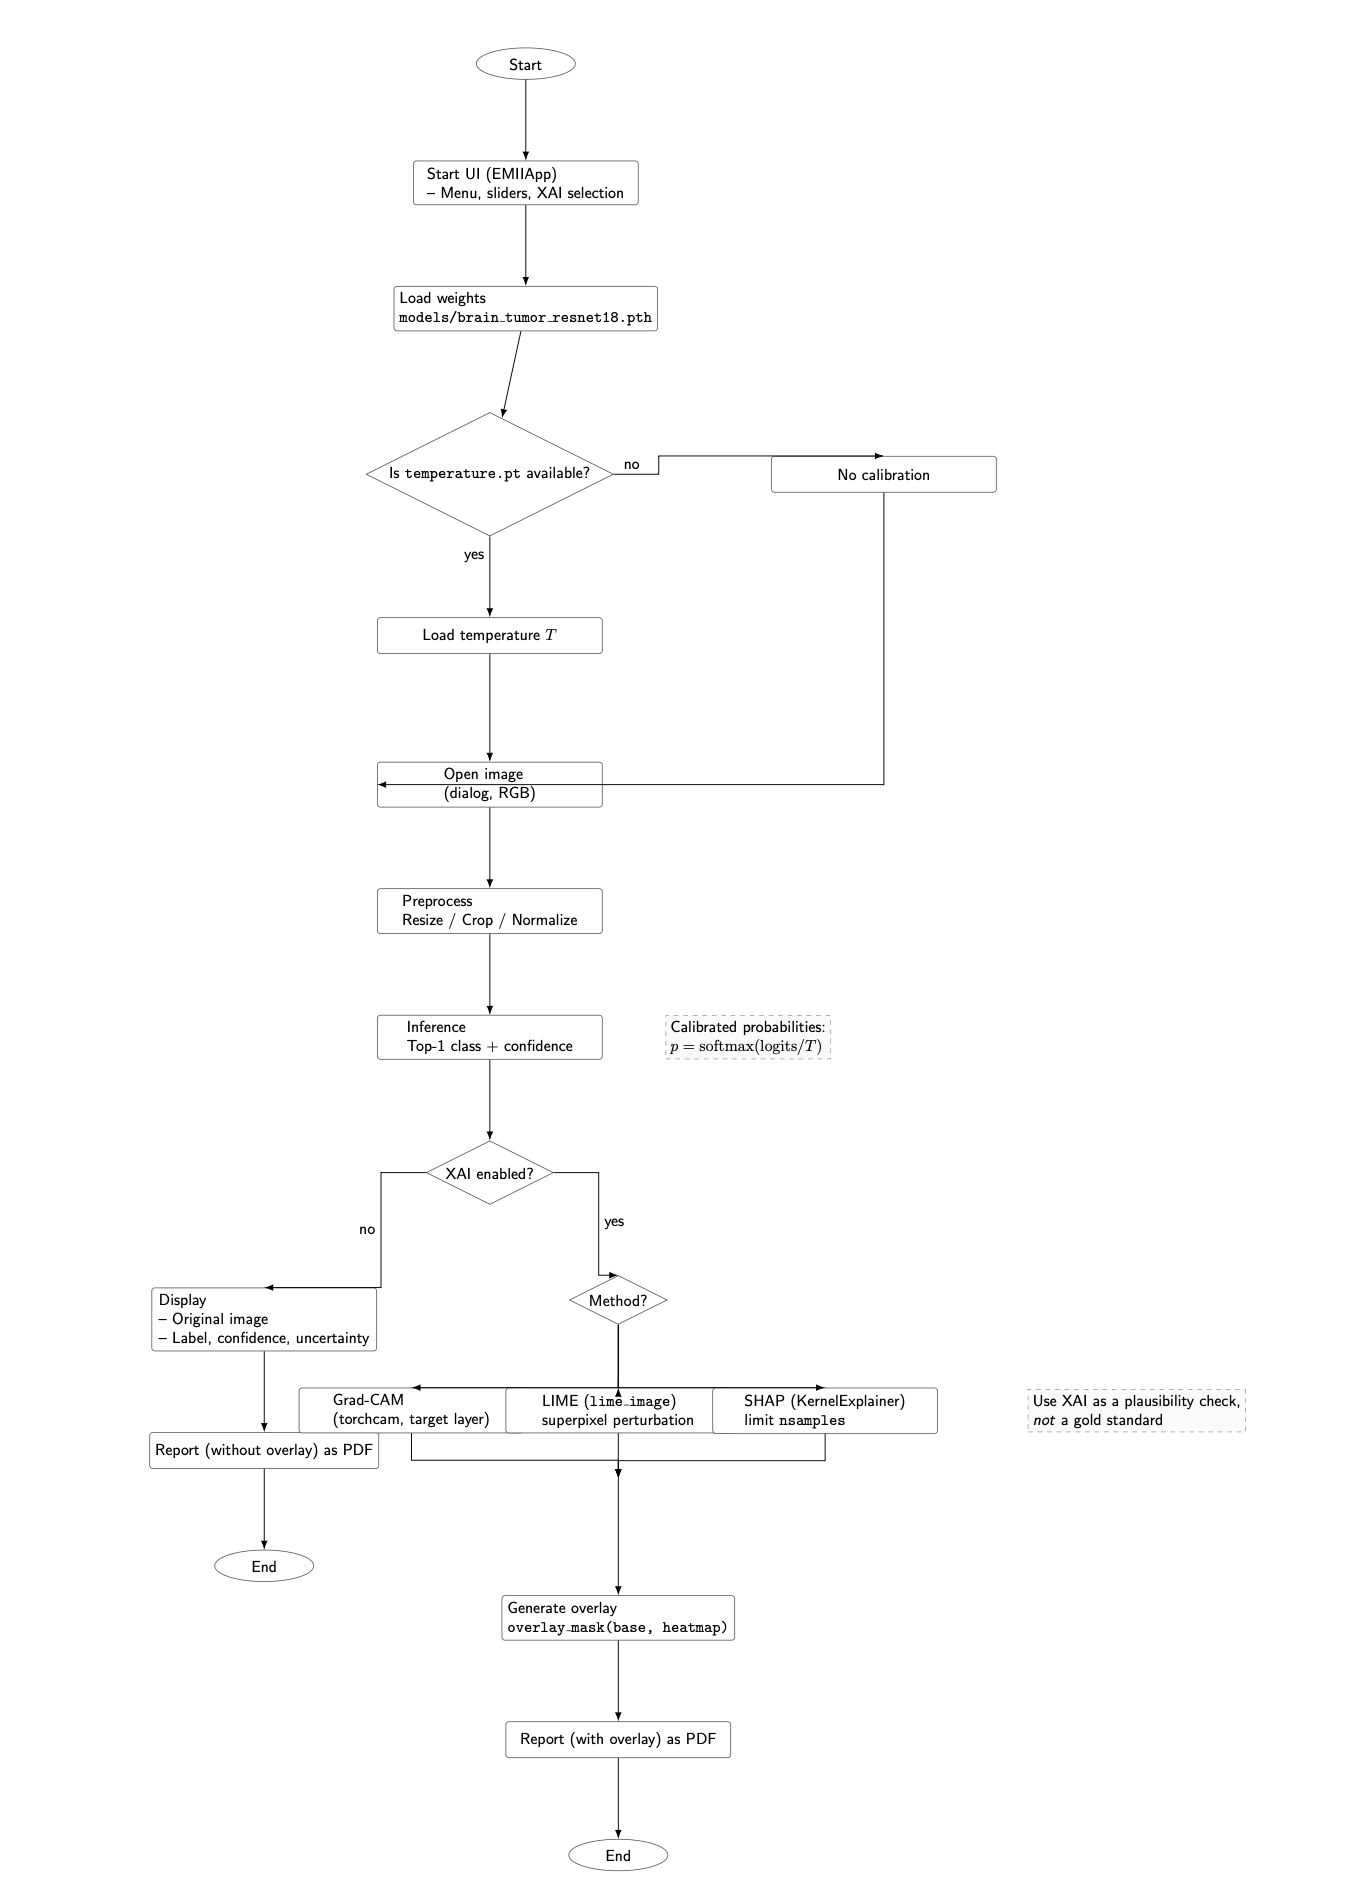 Start
Start UI (EMIIApp)
– Menu, sliders, XAI selection
Load weights
models/brain_tumor_resnet18.pth
Is temperature.pt available?
no
No calibration
yes
Load temperature T
Open image
(dialog, RGB)
Preprocess
Resize / Crop / Normalize
Inference
Top-1 class + confidence
Calibrated probabilities:
p = softmax(logits/T)
XAI enabled?
no
yes
Display
– Original image
– Label, confidence, uncertainty
Method?
Grad-CAM
(torchcam, target layer)
LIME (lime_image)
superpixel perturbation
SHAP (KernelExplainer)
limit nsamples
Use XAI as a plausibility check,
not a gold standard
Report (without overlay) as PDF
End
Generate overlay
overlay_mask(base, heatmap)
Report (with overlay) as PDF
End